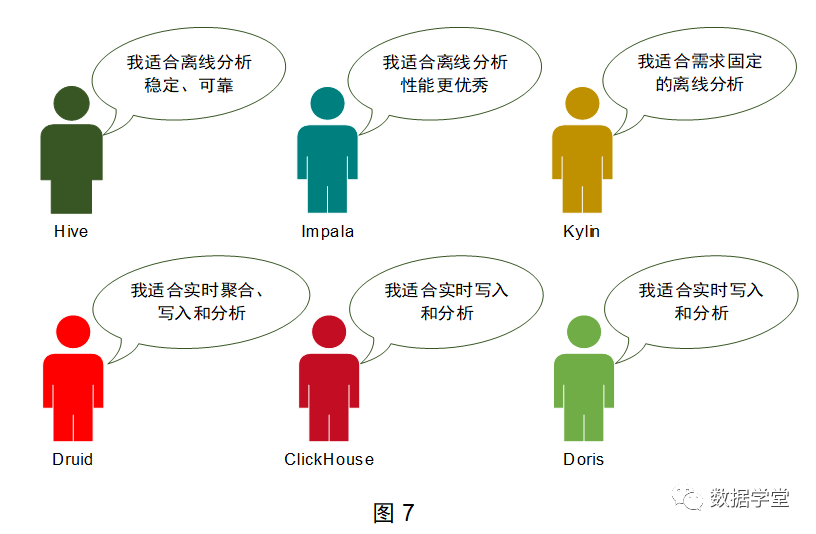 我适合离线分析
稳定、可靠
我适合离线分析
性能更优秀
我适合需求固定
的离线分析
Hive
Impala
Kylin
我适合实时聚合、
写入和分析
我适合实时写入
和分析
我适合实时写入
和分析
Druid
ClickHouse
Doris
图 7
数据学堂